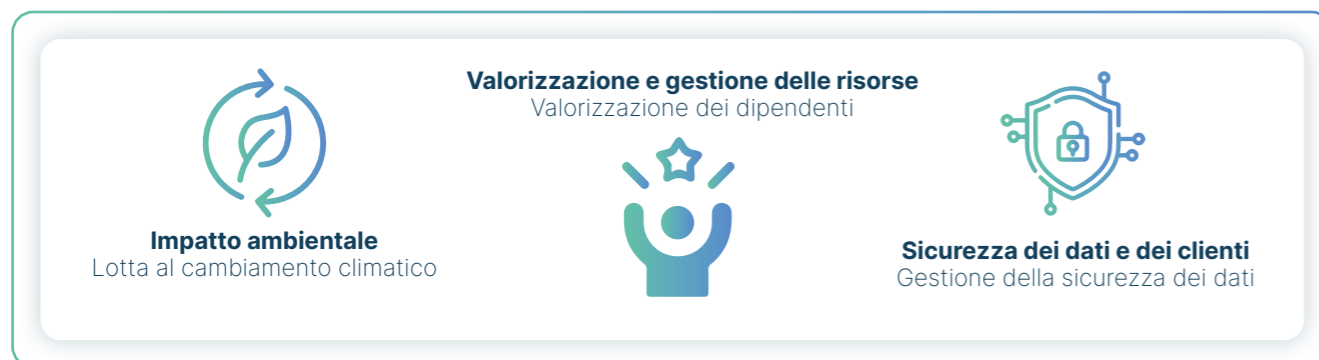 Impatto ambientale
Lotta al cambiamento climatico
Valorizzazione e gestione delle risorse
Valorizzazione dei dipendenti
Sicurezza dei dati e dei clienti
Gestione della sicurezza dei dati